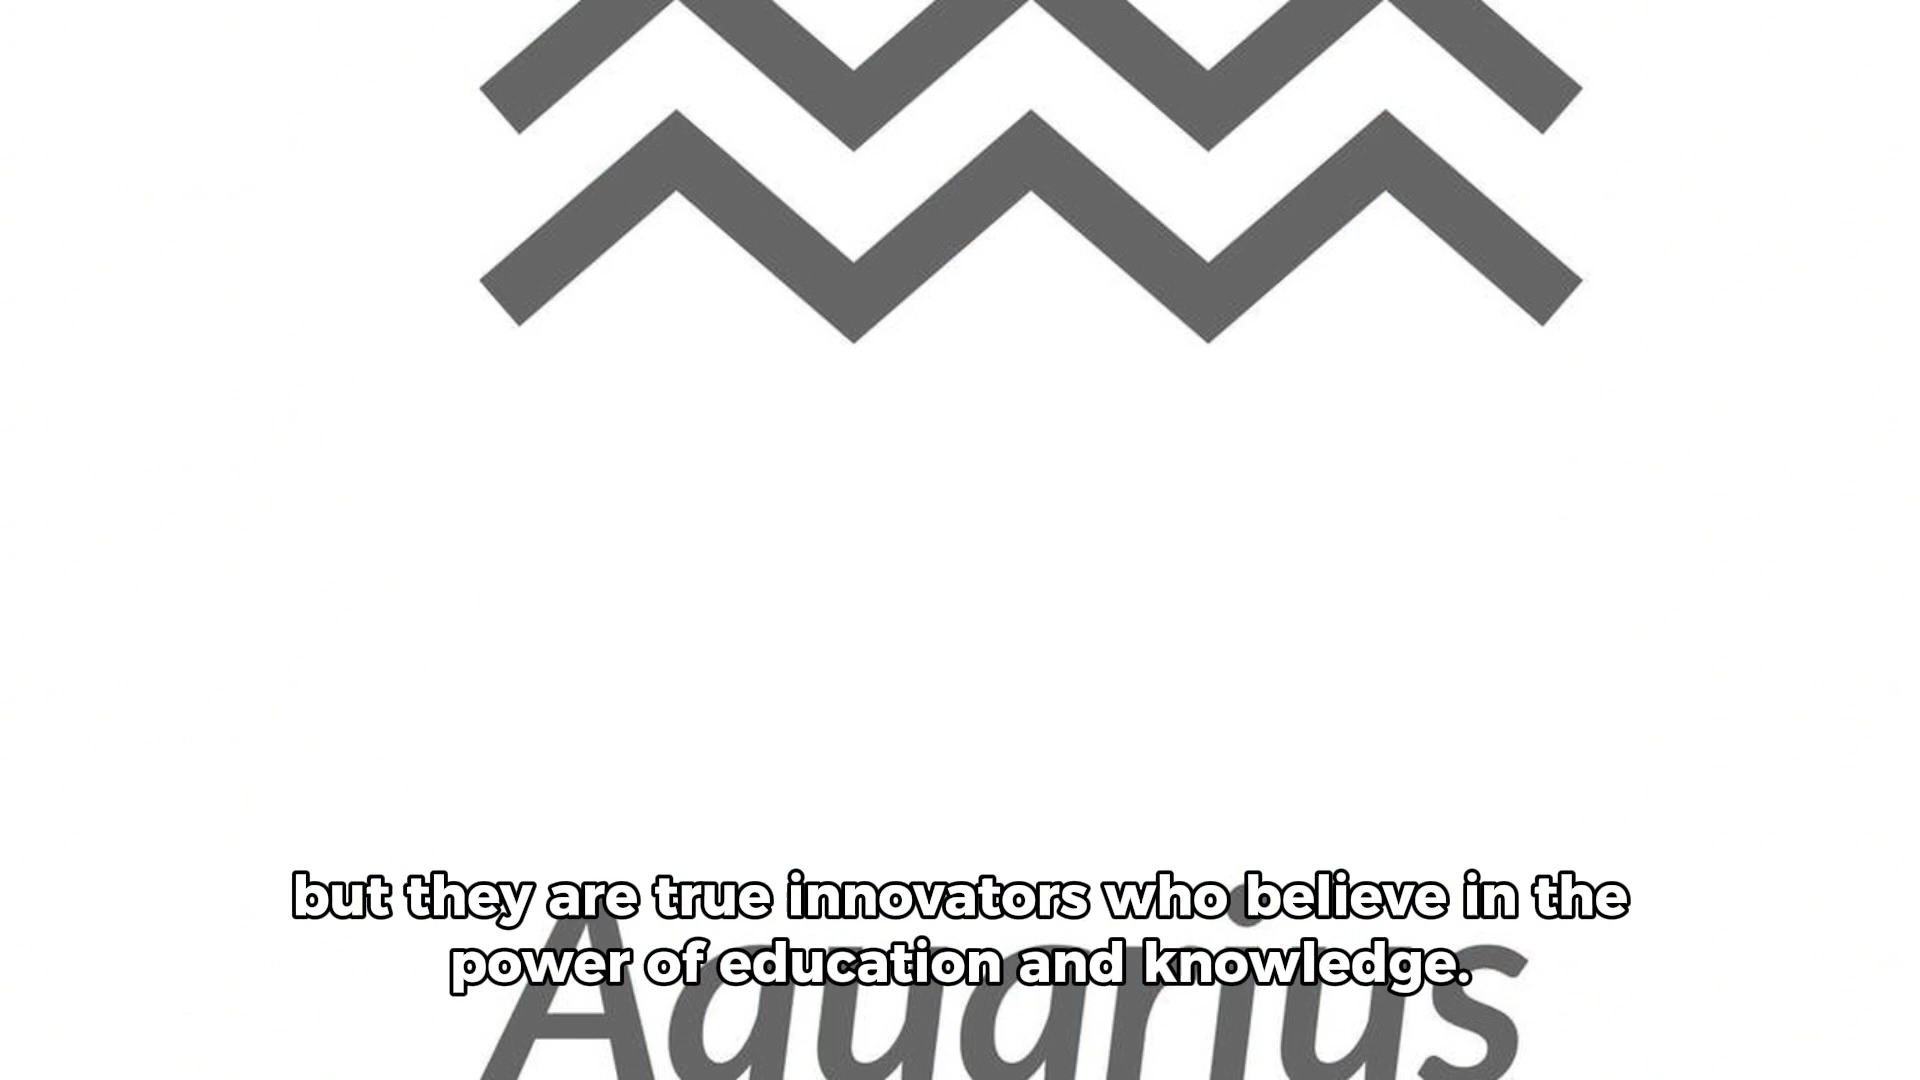 but they are true innovators who believe in the
power of education and knowledge.
Aquarius